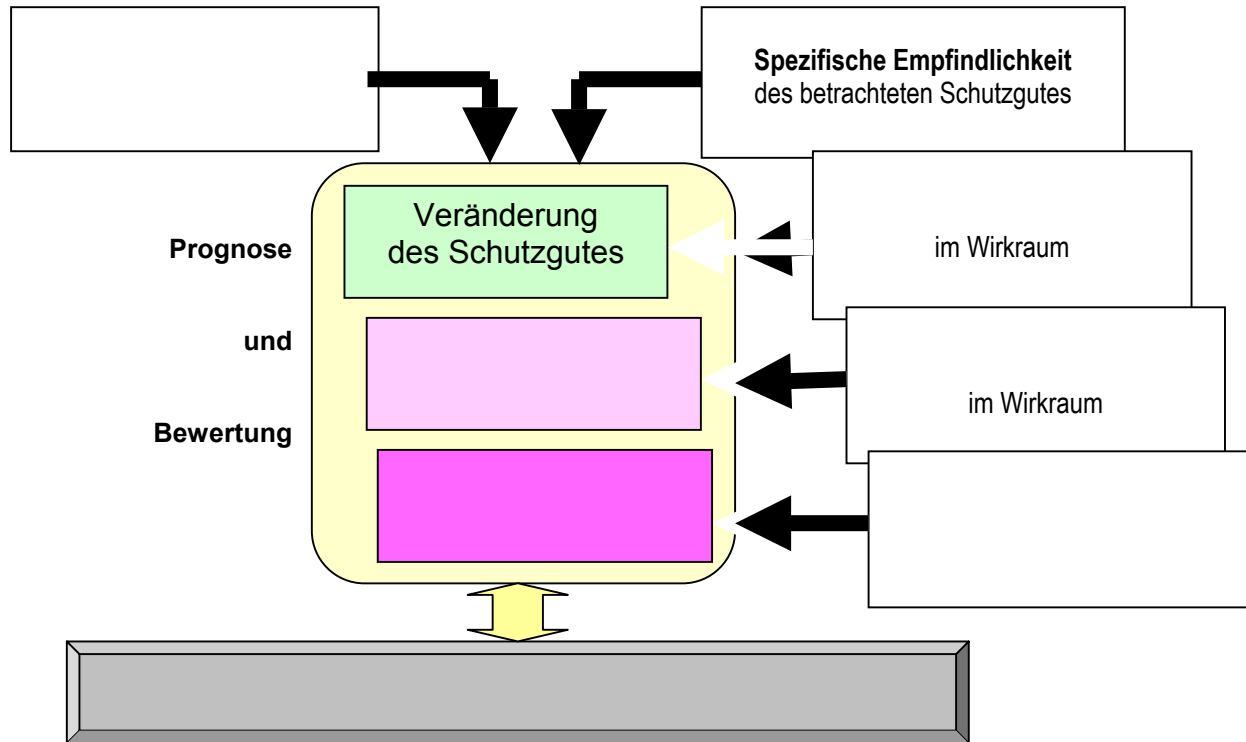 Spezifische Empfindlichkeit
des betrachteten Schutzgutes
Veränderung
des Schutzgutes
Prognose
im Wirkraum
und
im Wirkraum
Bewertung